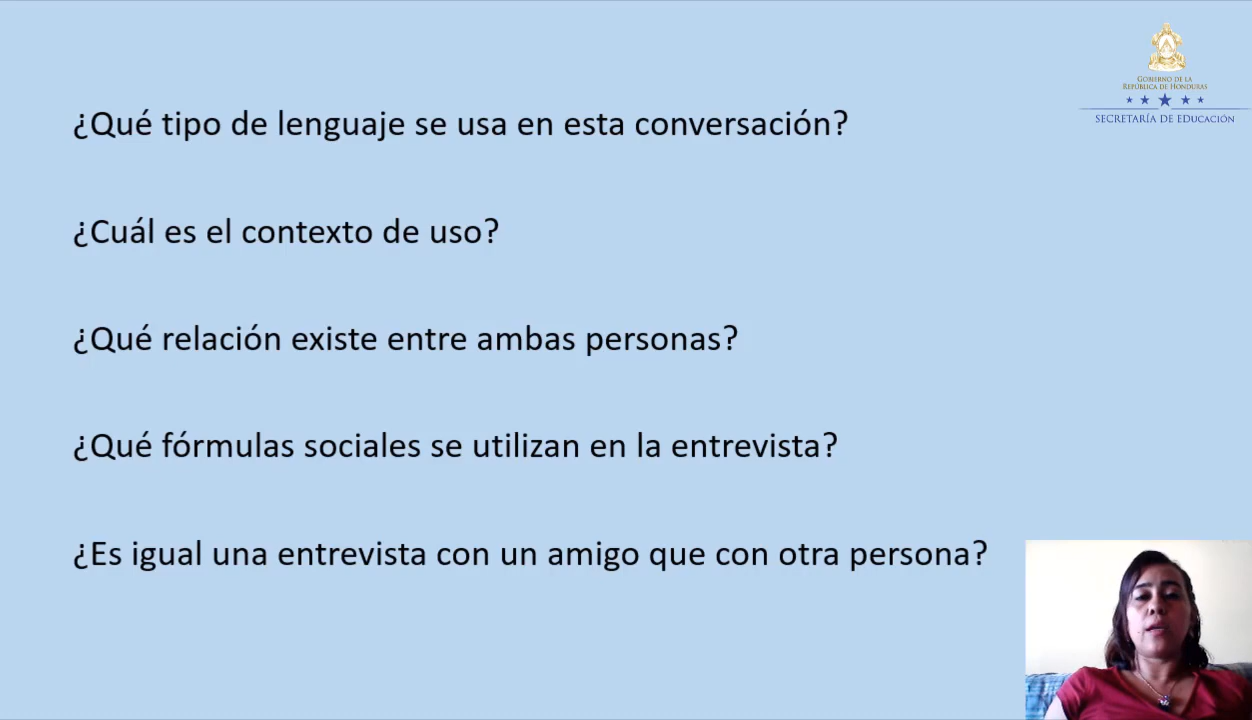 GOBIERNO DE LA
REPÚBLICA DE HONDURAS
SECRETARÍA DE EDUCACIÓN
¿Qué tipo de lenguaje se usa en esta conversación?
¿Cuál es el contexto de uso?
¿Qué relación existe entre ambas personas?
¿Qué fórmulas sociales se utilizan en la entrevista?
¿Es igual una entrevista con un amigo que con otra persona?